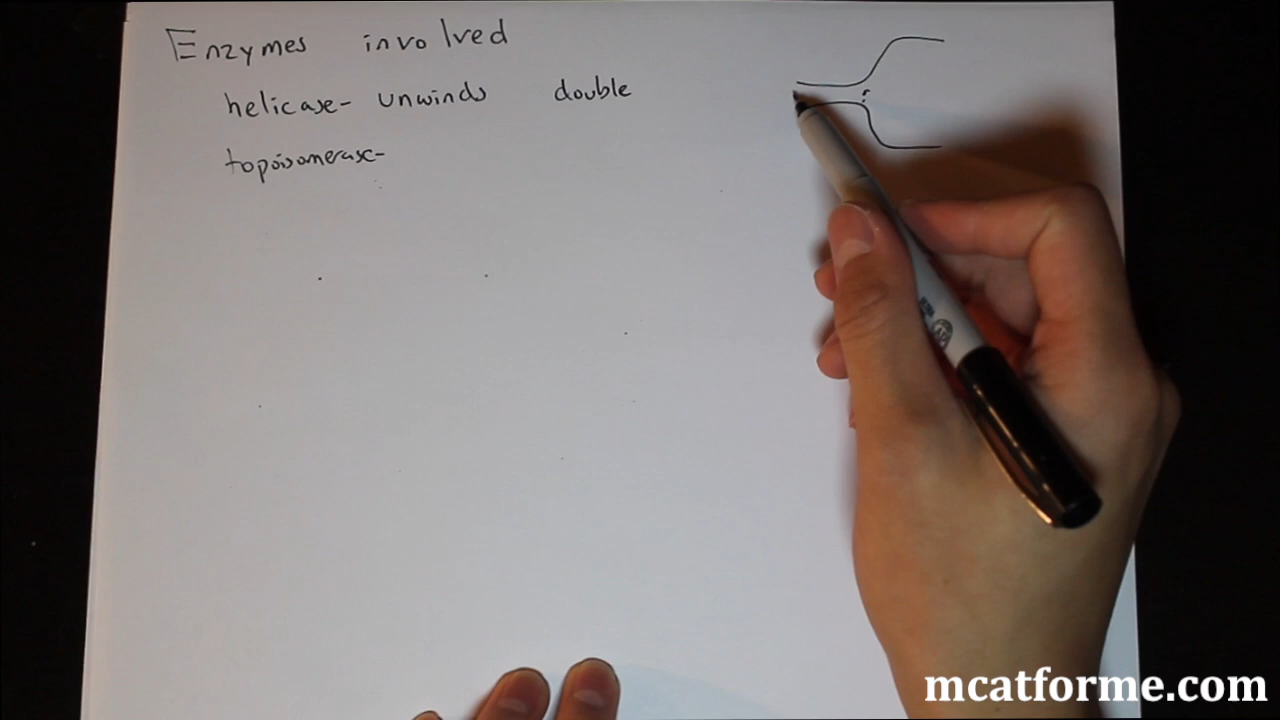 Enzymes involved
helicase- unwinds double
topoisomerase-
mcatforme.com